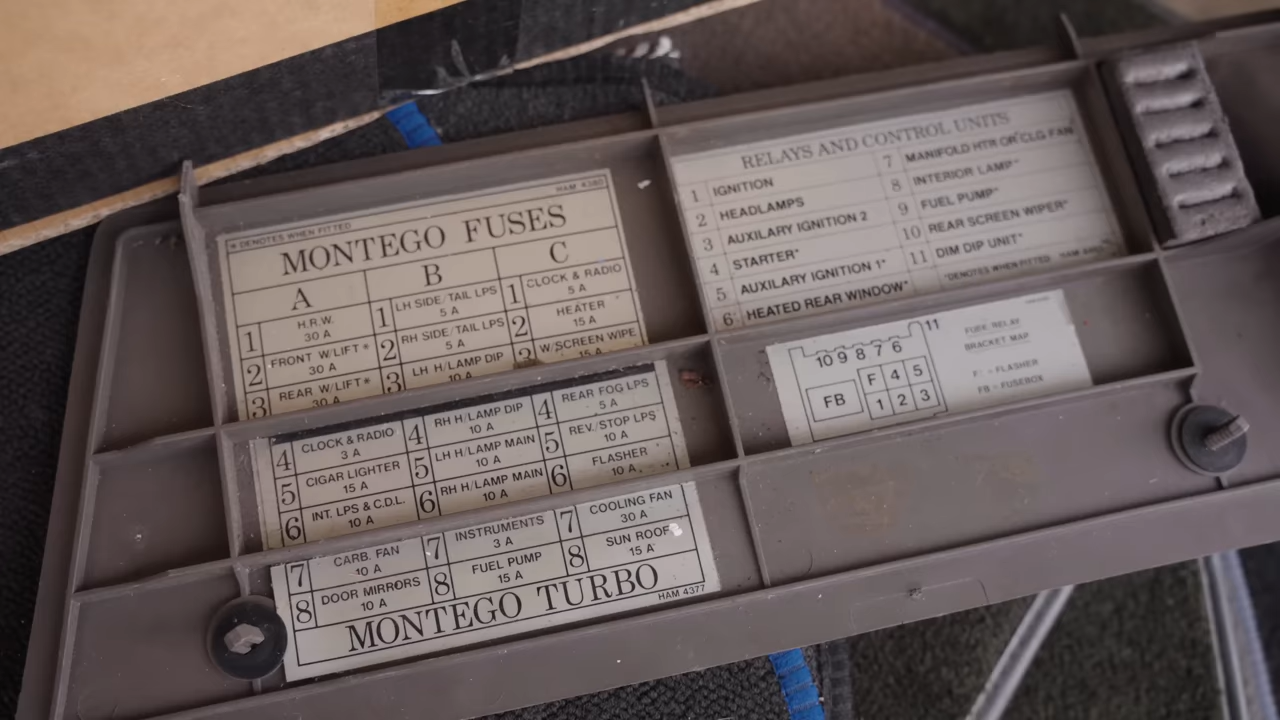 * DENOTES WHEN FITTED HAM 4380
MONTEGO FUSES
A B C
1 H.R.W. 30 A 1 LH SIDE/TAIL LPS 5 A 1 CLOCK & RADIO 5 A
2 FRONT W/LIFT* 30 A 2 RH SIDE/TAIL LPS 5 A 2 HEATER 15 A
3 REAR W/LIFT* 30 A 3 LH H/LAMP DIP 10 A 3 W/SCREEN WIPE 15 A
4 CLOCK & RADIO 3 A 4 RH H/LAMP DIP 10 A 4 REAR FOG LPS 5 A
5 CIGAR LIGHTER 15 A 5 LH H/LAMP MAIN 10 A 5 REV./STOP LPS 10 A
6 INT. LPS & C.D.L. 10 A 6 RH H/LAMP MAIN 10 A 6 FLASHER 10 A
7 CARB. FAN 10 A 7 INSTRUMENTS 3 A 7 COOLING FAN 30 A
8 DOOR MIRRORS 10 A 8 FUEL PUMP 15 A 8 SUN ROOF 15 A
MONTEGO TURBO HAM 4377
RELAYS AND CONTROL UNITS
1 IGNITION
2 HEADLAMPS
3 AUXILARY IGNITION 2
4 STARTER*
5 AUXILARY IGNITION 1*
6 HEATED REAR WINDOW*
7 MANIFOLD HTR OR CLG FAN
8 INTERIOR LAMP*
9 FUEL PUMP*
10 REAR SCREEN WIPER*
11 DIM DIP UNIT*
*DENOTES WHEN FITTED
10 9 8 7 6 11
F 4 5
FB 1 2 3
FUSE/RELAY
BRACKET MAP
F - FLASHER
FB - FUSEBOX